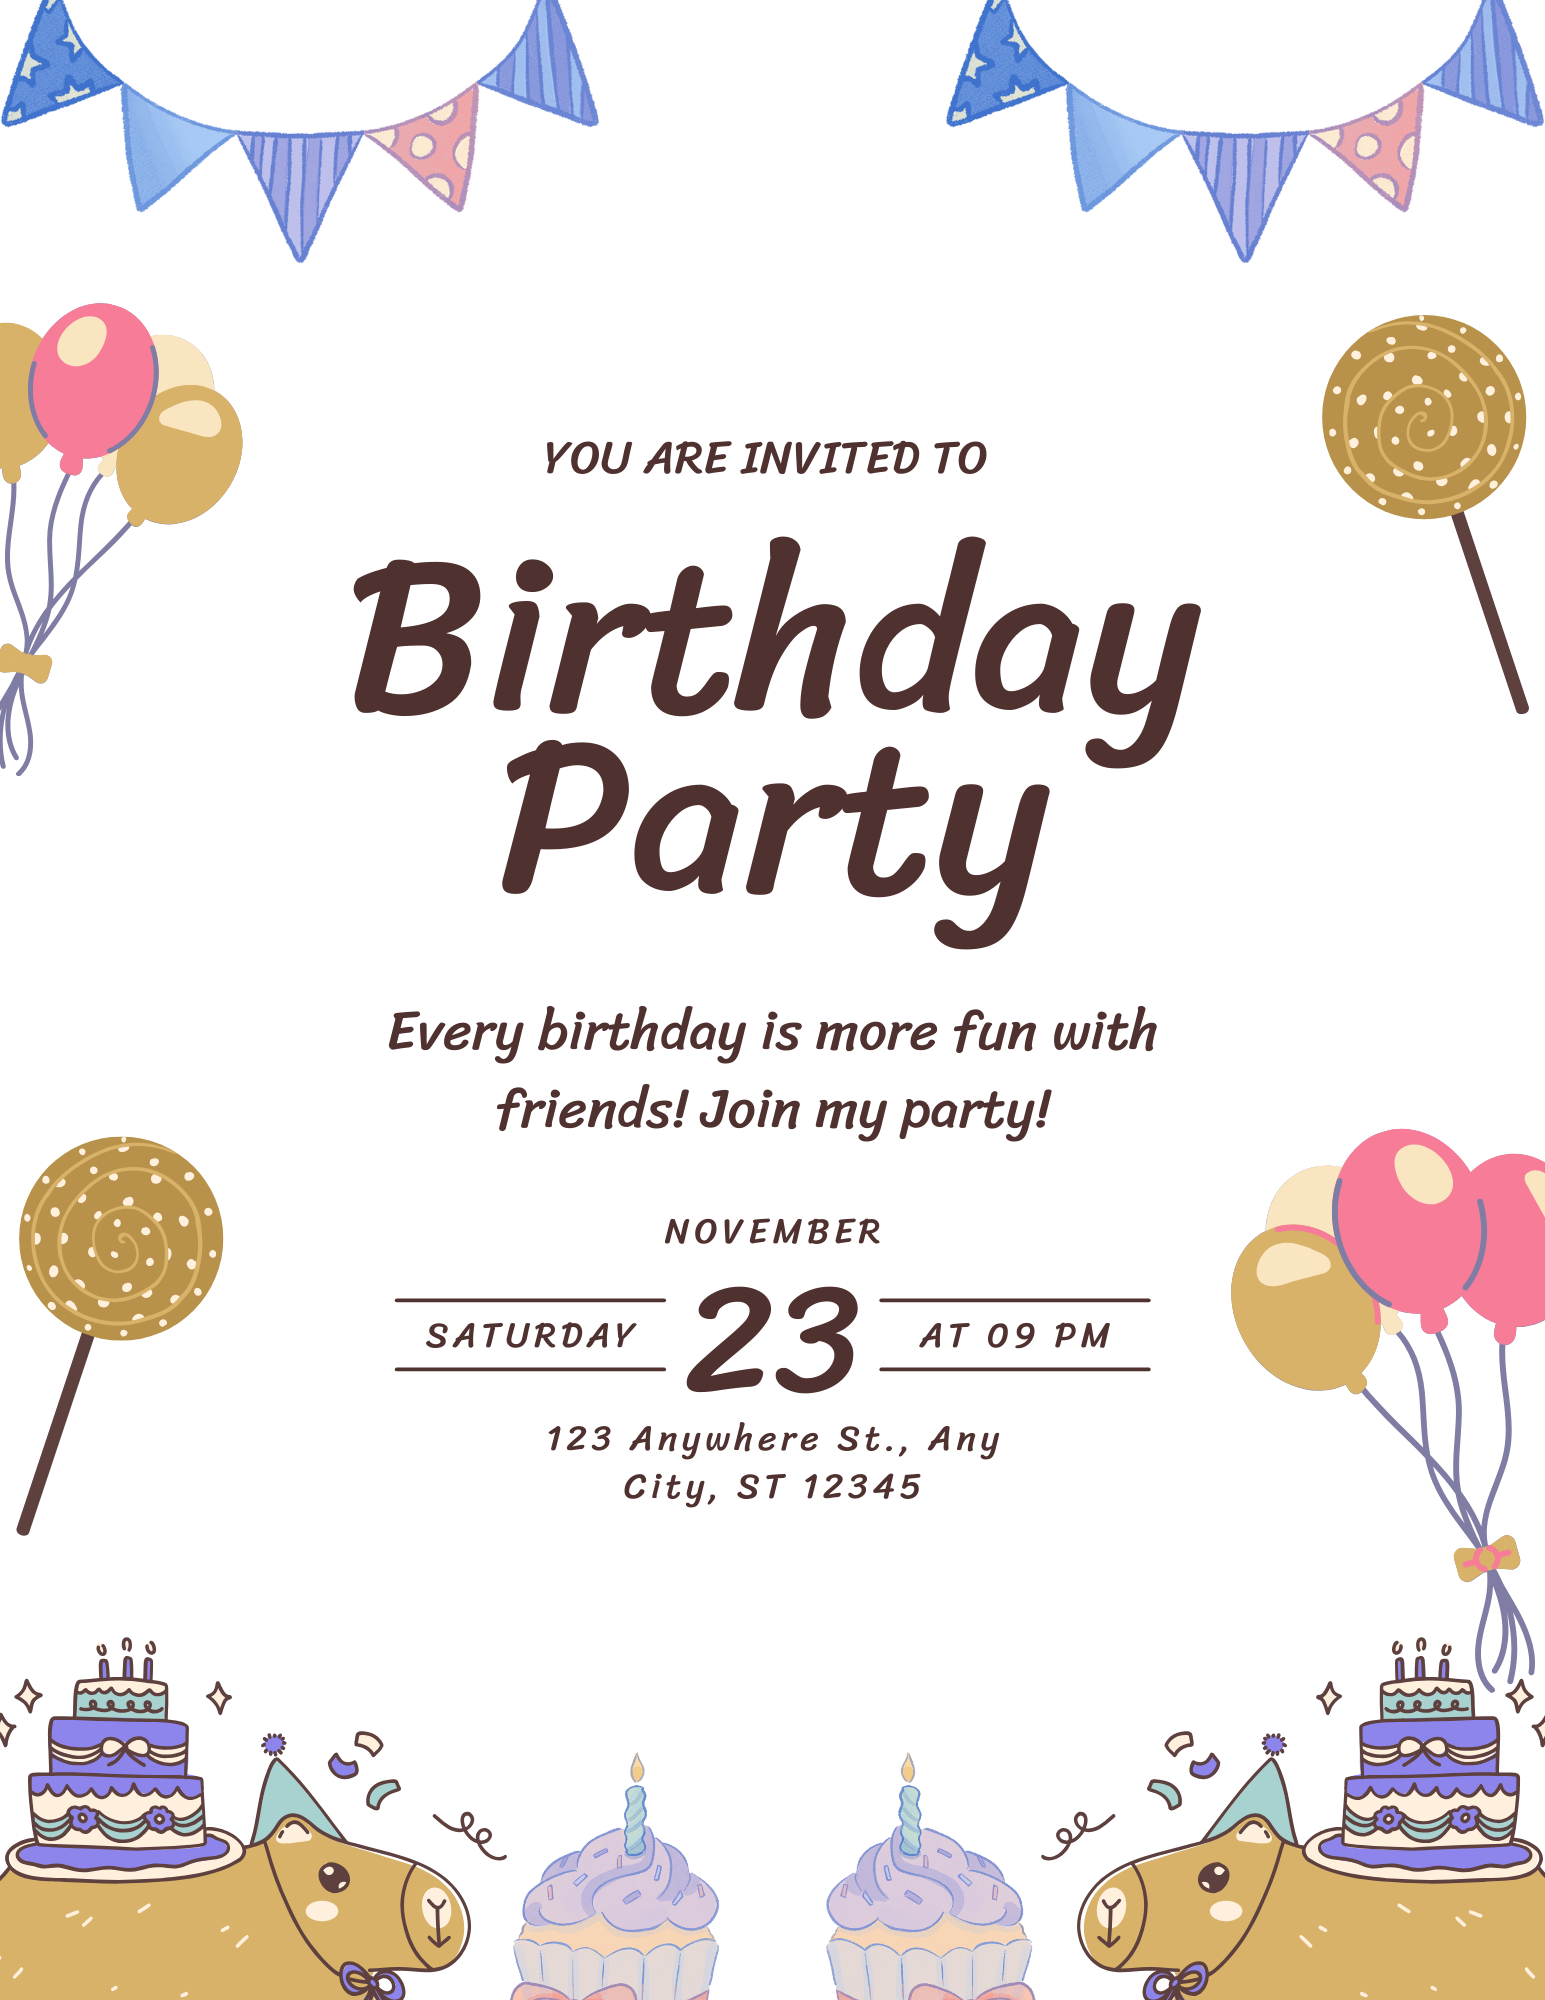 YOU ARE INVITED TO
Birthday
Party
Every birthday is more fun with
friends! Join my party!
NOVEMBER
SATURDAY 23 AT 09 PM
123 Anywhere St., Any
City, ST 12345